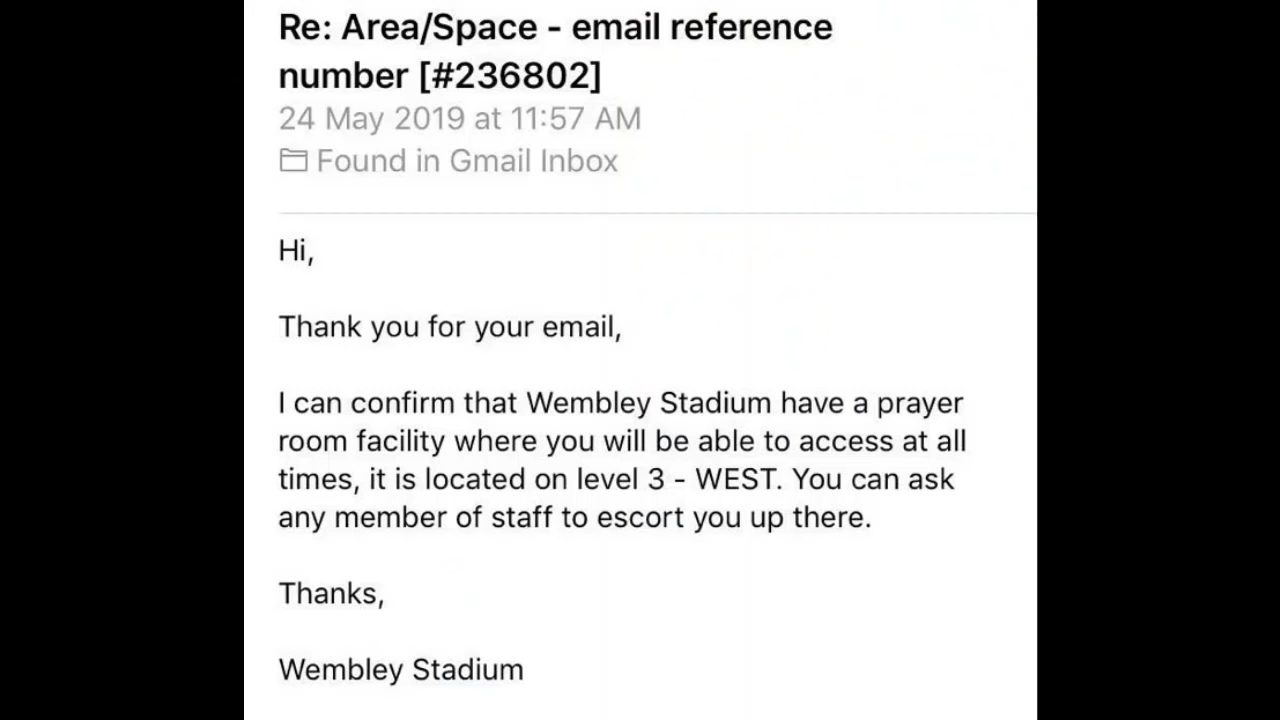 Re: Area/Space - email reference
number [#236802]
24 May 2019 at 11:57 AM
Found in Gmail Inbox
Hi,
Thank you for your email,
I can confirm that Wembley Stadium have a prayer
room facility where you will be able to access at all
times, it is located on level 3 - WEST. You can ask
any member of staff to escort you up there.
Thanks,
Wembley Stadium